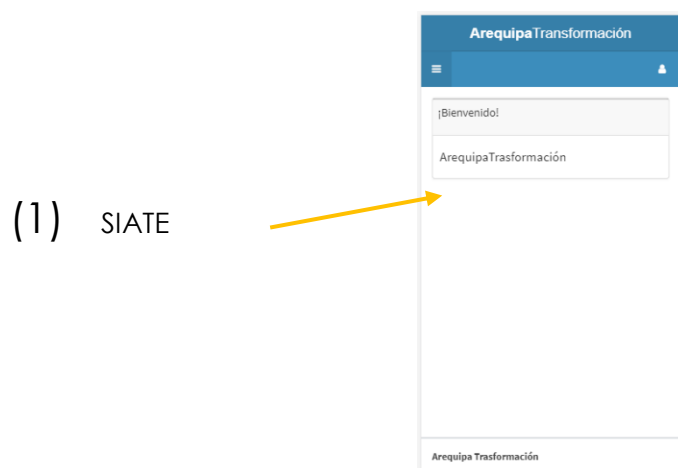 ArequipaTransformación
¡Bienvenido!
ArequipaTrasformación
(1) SIATE
Arequipa Trasformación